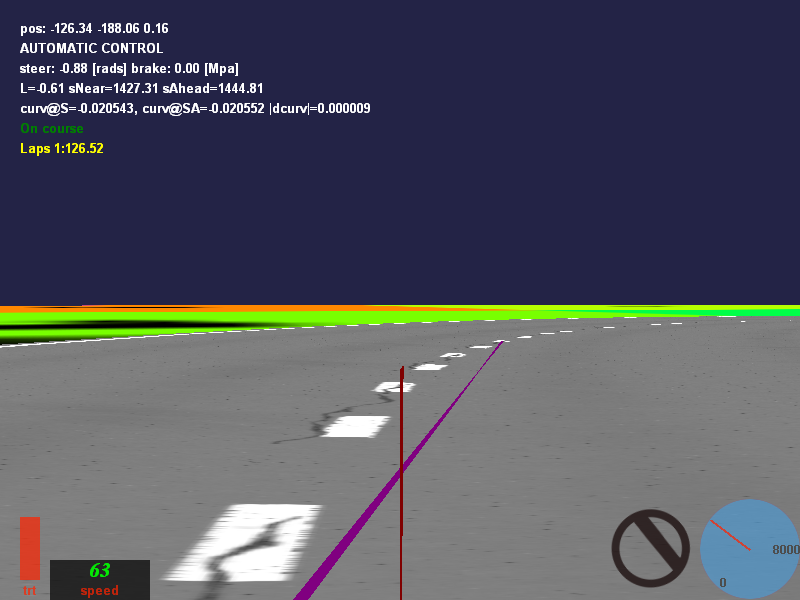 pos: -126.34 -188.06 0.16
AUTOMATIC CONTROL
steer: -0.88 [rads] brake: 0.00 [Mpa]
L=-0.61 sNear=1427.31 sAhead=1444.81
curv@S=-0.020543, curv@SA=-0.020552 |dcurv|=0.000009
On course
Laps 1:126.52
8000
63
0
trt
speed